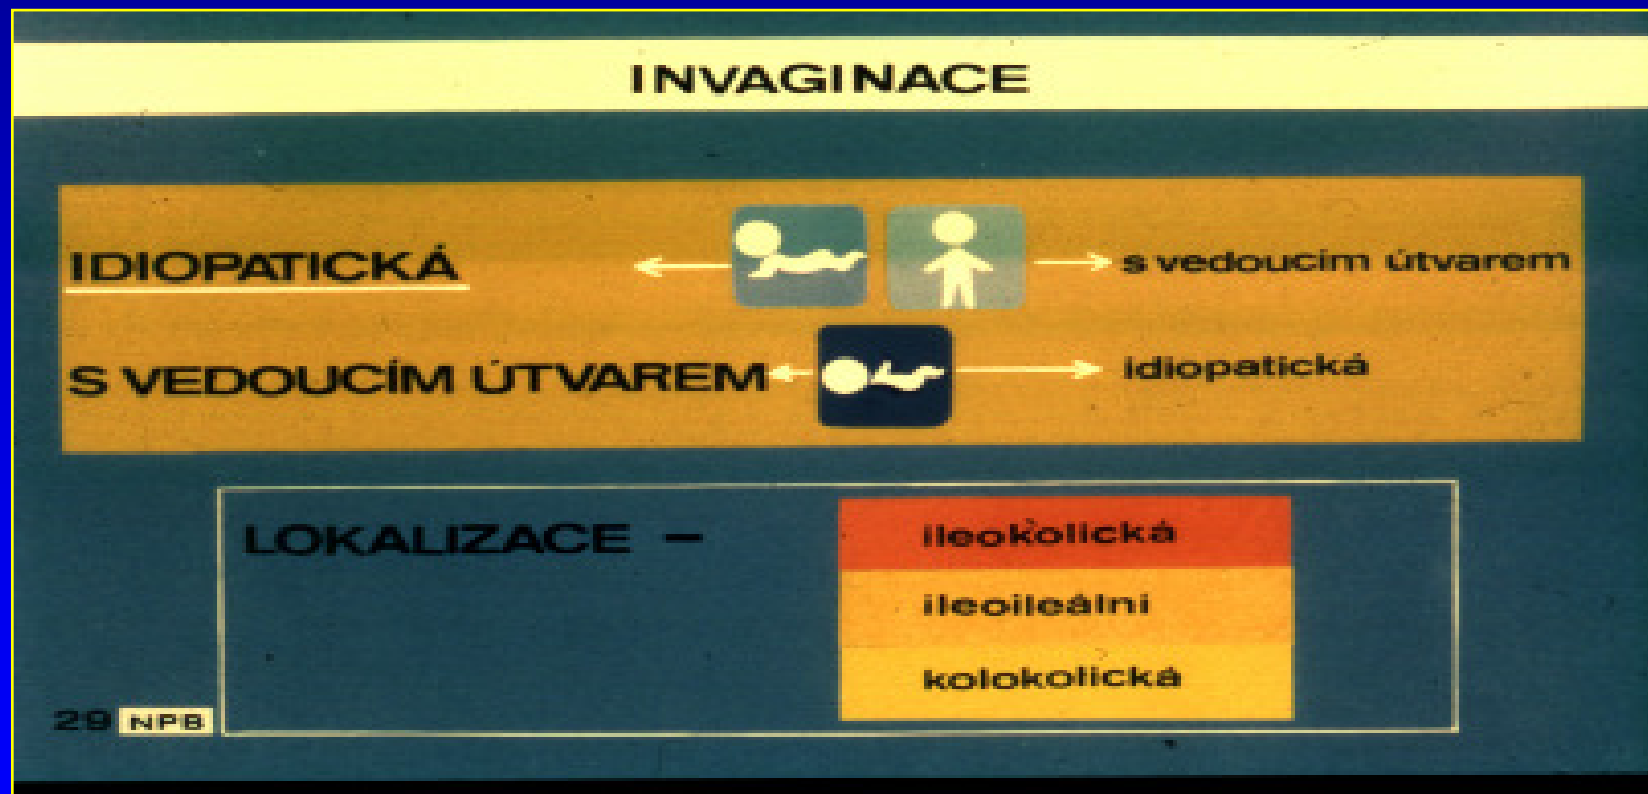 INVAGINACE
IDIOPATICKÁ s vedoucím útvarem
S VEDOUCÍM ÚTVAREM idiopatická
LOKALIZACE – ileokolická
ileoileální
kolokolická
29 NPB